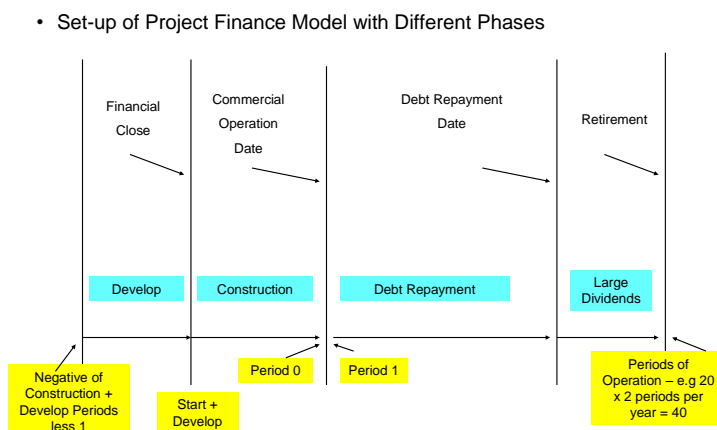 • Set-up of Project Finance Model with Different Phases
Financial
Close
Commercial
Operation
Date
Debt Repayment
Date
Retirement
Develop
Construction
Debt Repayment
Large
Dividends
Period 0
Period 1
Negative of
Construction +
Develop Periods
less 1
Start +
Develop
Periods of
Operation – e.g 20
x 2 periods per
year = 40